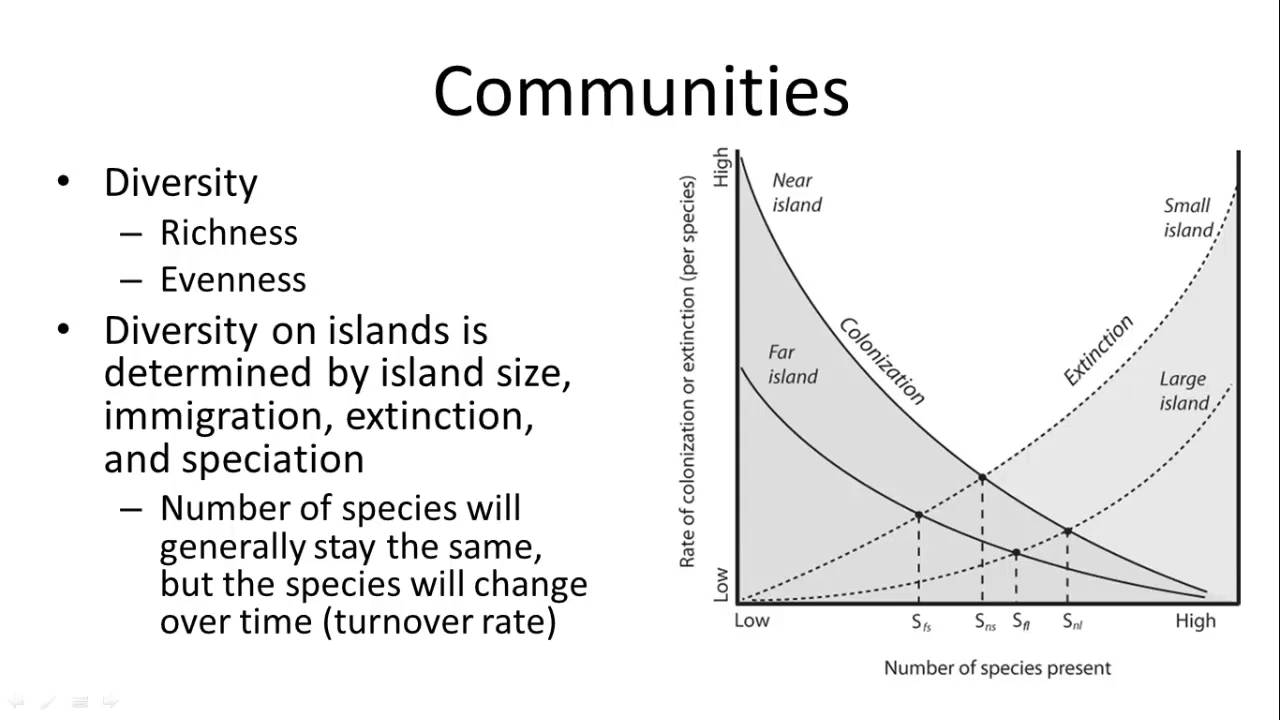 Communities
• Diversity
– Richness
– Evenness
• Diversity on islands is
determined by island size,
immigration, extinction,
and speciation
– Number of species will
generally stay the same,
but the species will change
over time (turnover rate)
Rate of colonization or extinction (per species)
High
Low
Near
island
Far
island
Colonization
Extinction
Small
island
Large
island
Low
S_fs
S_ns
S_fl
S_nl
High
Number of species present